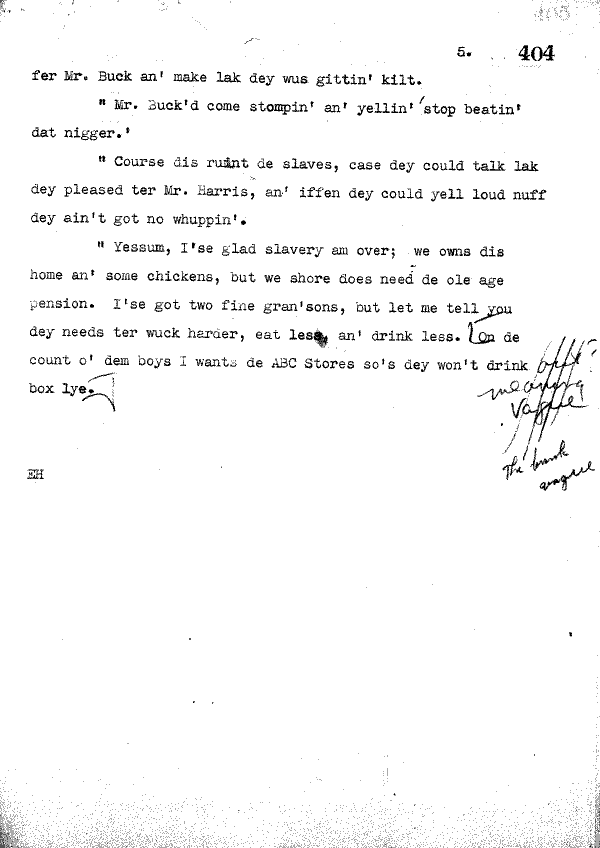 405
5. 404
fer Mr. Buck an' make lak dey wus gittin' kilt.
" Mr. Buck'd come stompin' an' yellin' 'stop beatin'
dat nigger.'
" Course dis ruint de slaves, case dey could talk lak
dey pleased ter Mr. Harris, an' iffen dey could yell loud nuff
dey ain't got no whuppin'.
" Yessum, I'se glad slavery am over; we owns dis
home an' some chickens, but we shore does need de ole age
pension. I'se got two fine gran'sons, but let me tell you
dey needs ter wuck harder, eat less, an' drink less. [On de
count o' dem boys I wants de ABC Stores so's dey won't drink
box lye.]
meaning
Vague
The
EH